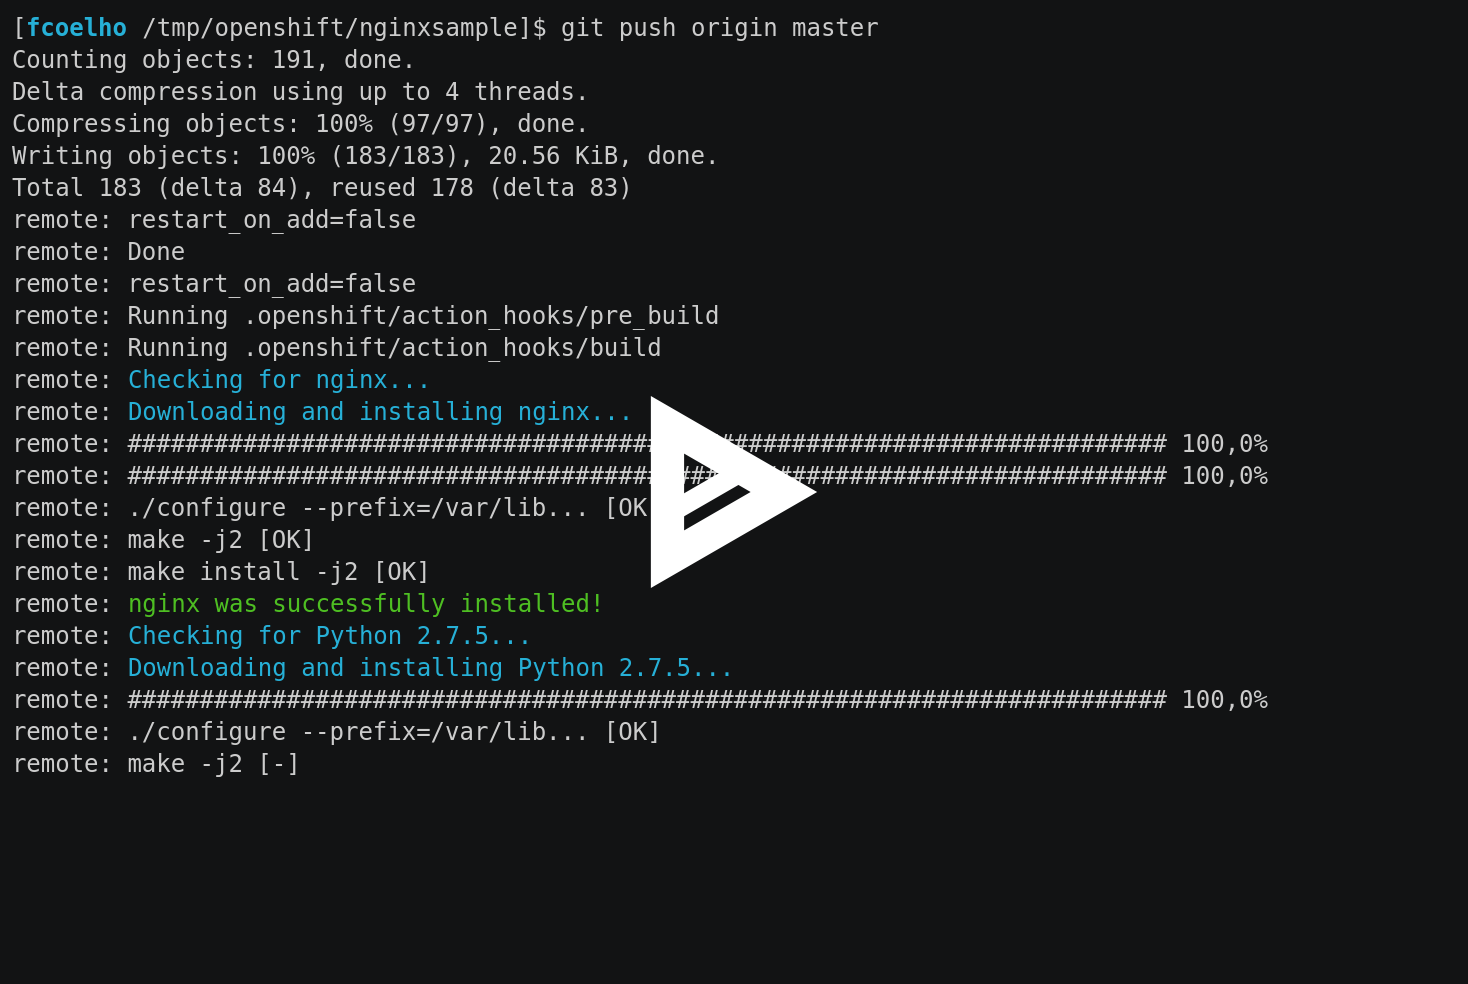 [fcoelho /tmp/openshift/nginxsample]$ git push origin master
Counting objects: 191, done.
Delta compression using up to 4 threads.
Compressing objects: 100% (97/97), done.
Writing objects: 100% (183/183), 20.56 KiB, done.
Total 183 (delta 84), reused 178 (delta 83)
remote: restart_on_add=false
remote: Done
remote: restart_on_add=false
remote: Running .openshift/action_hooks/pre_build
remote: Running .openshift/action_hooks/build
remote: Checking for nginx...
remote: Downloading and installing nginx...
remote: ######################################################################## 100,0%
remote: ######################################################################## 100,0%
remote: ./configure --prefix=/var/lib... [OK
remote: make -j2 [OK]
remote: make install -j2 [OK]
remote: nginx was successfully installed!
remote: Checking for Python 2.7.5...
remote: Downloading and installing Python 2.7.5...
remote: ######################################################################## 100,0%
remote: ./configure --prefix=/var/lib... [OK]
remote: make -j2 [-]